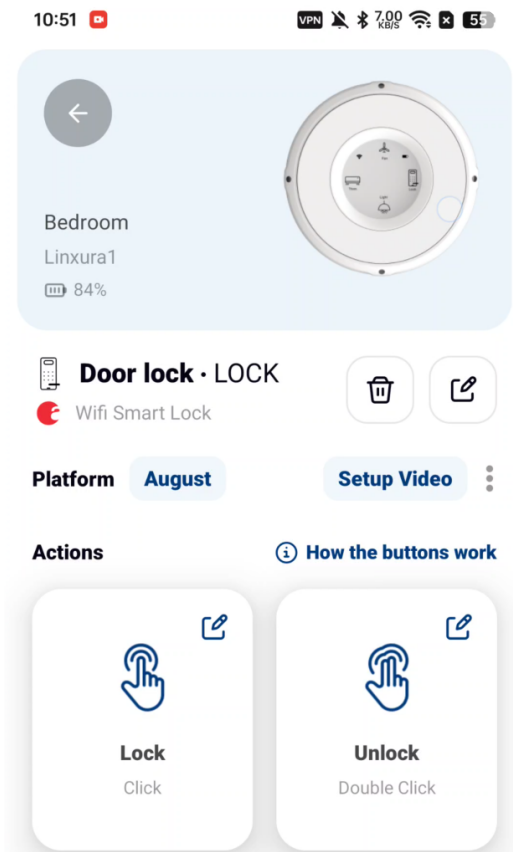 10:51 VPN 7.00 KB/S 55
Bedroom
Linxura1
84%
Door lock · LOCK
Wifi Smart Lock
Platform August Setup Video
Actions How the buttons work
Lock Unlock
Click Double Click